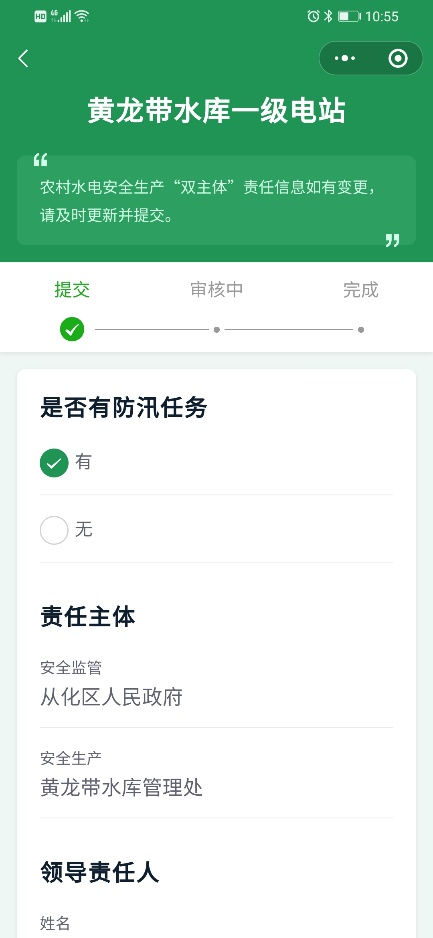 HD 4G 10:55
黄龙带水库一级电站
“
农村水电安全生产“双主体”责任信息如有变更，
请及时更新并提交。
”
提交 审核中 完成
是否有防汛任务
有
无
责任主体
安全监管
从化区人民政府
安全生产
黄龙带水库管理处
领导责任人
姓名